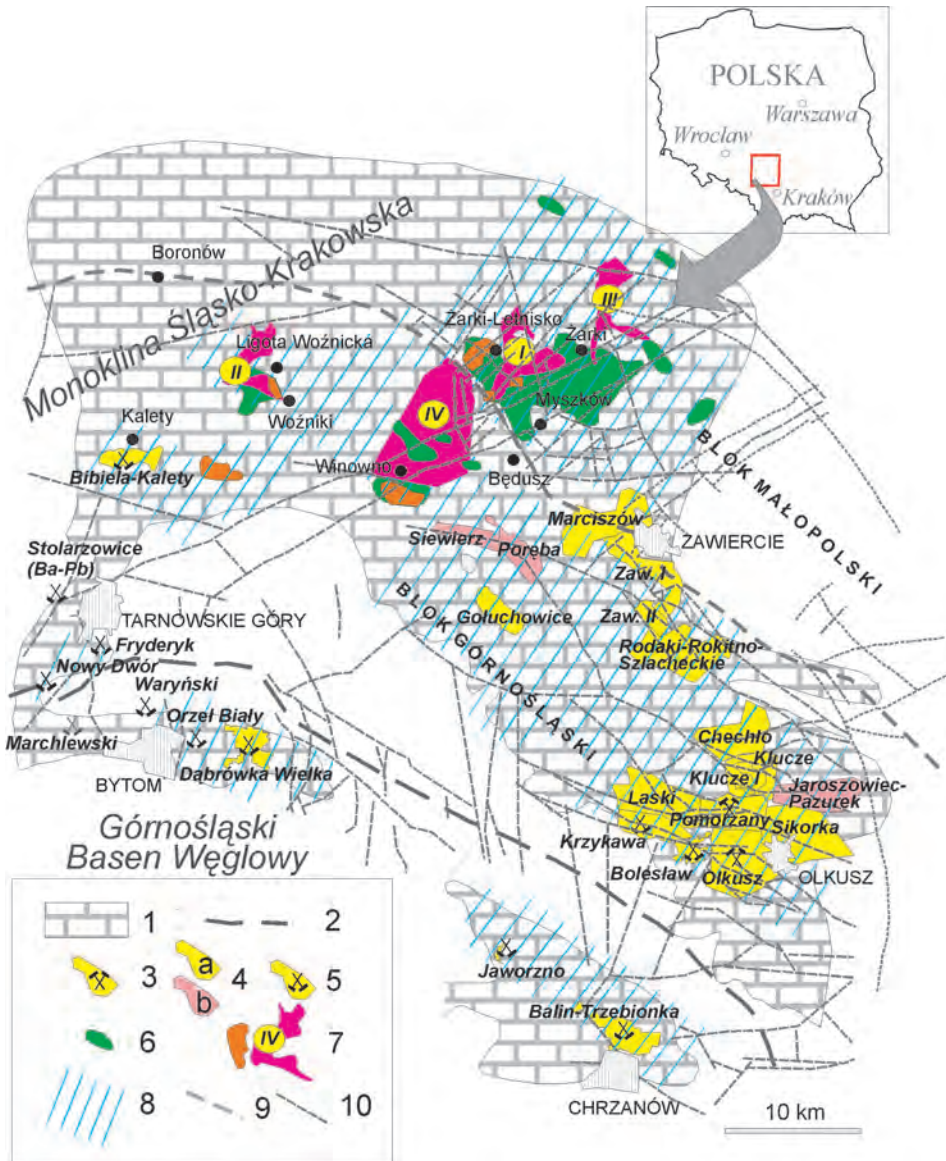 POLSKA
Warszawa
Wrocław
Kraków
Monoklina Śląsko-Krakowska
Boronów
Żarki-Letnisko
III
Żarki
I
Ligota Woźnicka
II
Woźniki
IV
Myszków
Kalety
Bibiela-Kalety
Winowno
Będusz
BLOK MAŁOPOLSKI
Marciszów
Siewierz
Poręba
ZAWIERCIE
Stolarzowice
(Ba-Pb)
Zaw. I
TARNOWSKIE GÓRY
BLOK GÓRNOŚLĄSKI
Gołuchowice
Zaw. II
Fryderyk
Rodaki-Rokitno-
Szlacheckie
Nowy Dwór
Waryński
Orzeł Biały
Marchlewski
Chechło
Klucze
Dąbrówka Wielka
BYTOM
Klucze I
Jaroszowiec-
Pazurek
Laski
Pomorzany
Sikorka
Górnośląski
Basen Węglowy
Krzykawa
Bolesław
Olkusz
OLKUSZ
Jaworzno
Balin-Trzebionka
CHRZANÓW
10 km
1
2
3
a
b
4
5
6
IV
7
8
9
10